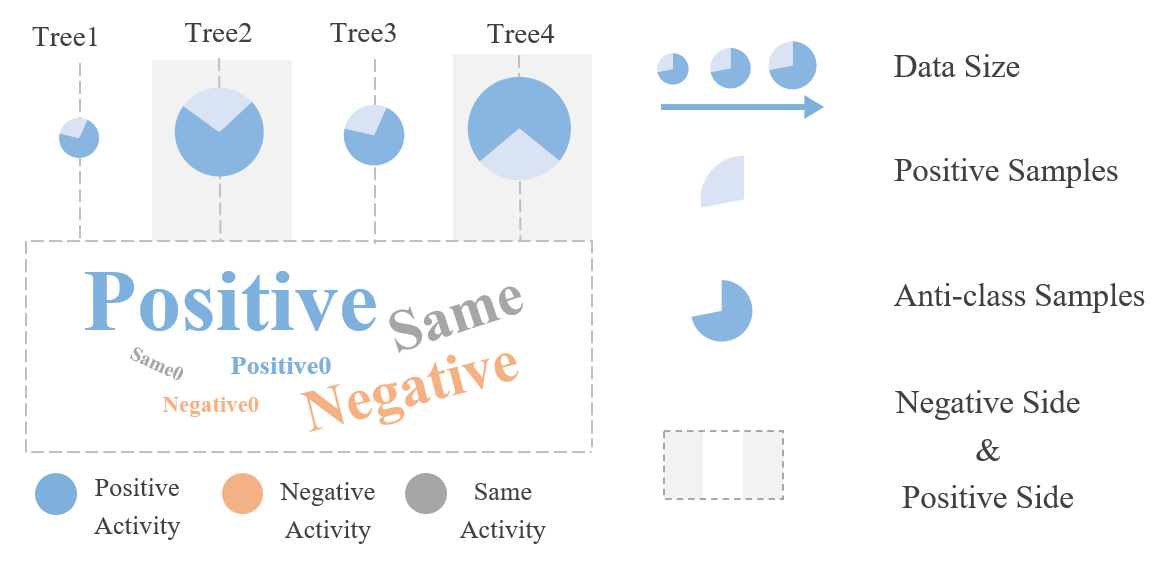 Tree1
Tree2
Tree3
Tree4
Positive
Same
Same0
Positive0
Negative
Negative0
Positive
Activity
Negative
Activity
Same
Activity
Data Size
Positive Samples
Anti-class Samples
Negative Side
&
Positive Side